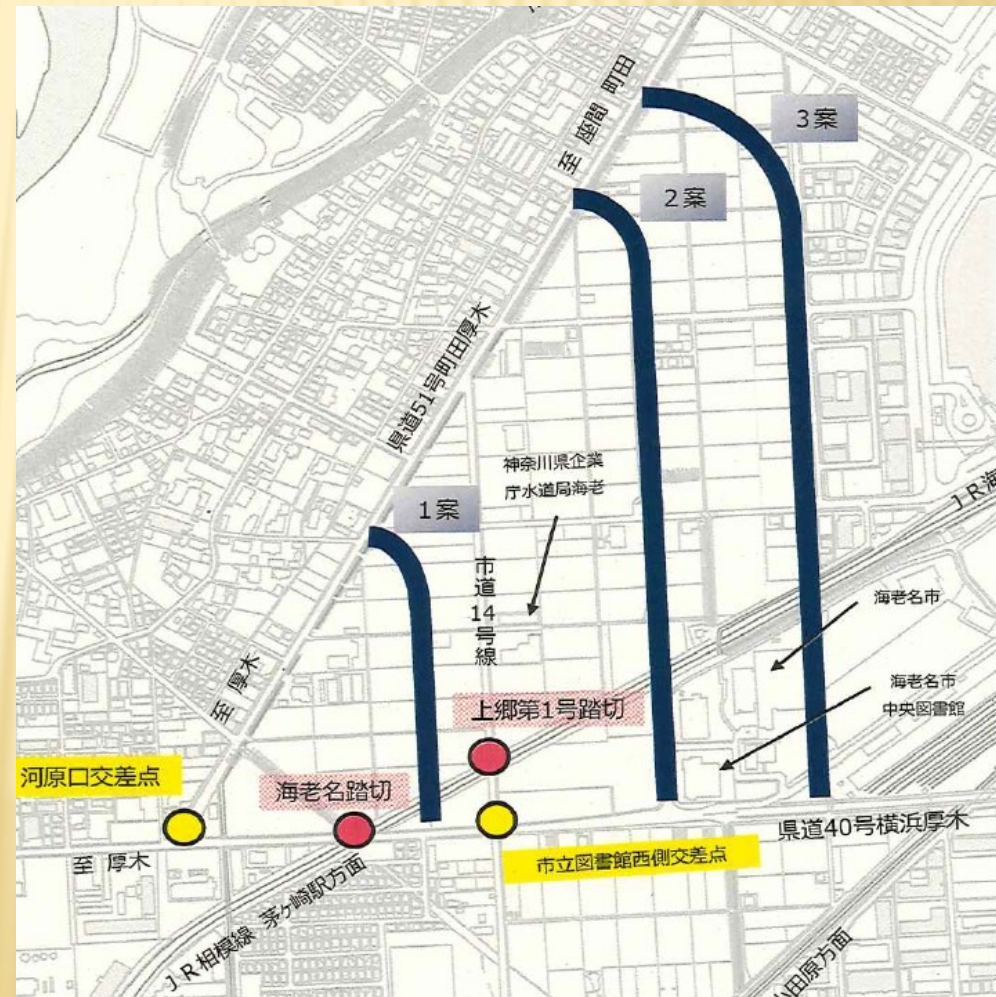 至 座間 町田
3案
2案
県道51号町田厚木
神奈川県企業
庁水道局海老
1案
JR海
市道14号線
海老名市
至 厚木
海老名市
中央図書館
上郷第1号踏切
河原口交差点
海老名踏切
県道40号横浜厚木
至 厚木
市立図書館西側交差点
JR相模線 茅ヶ崎駅方面
小田原方面